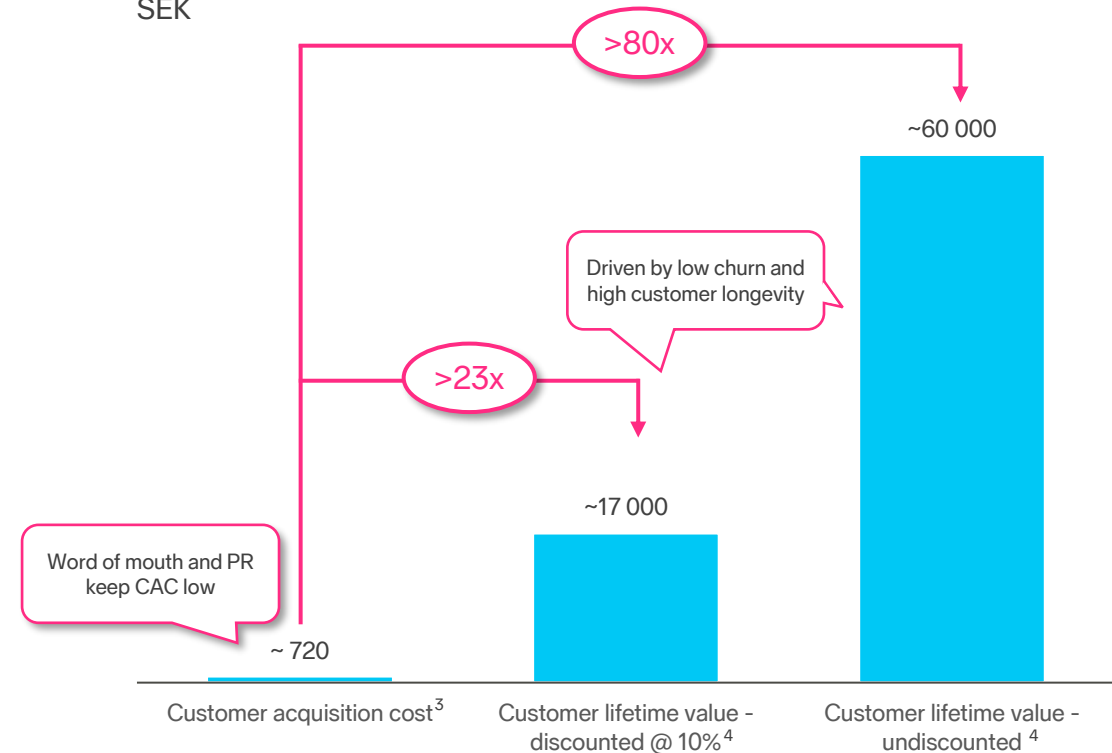 SEK
>80x
~60 000
Driven by low churn and
high customer longevity
>23x
~17 000
Word of mouth and PR
keep CAC low
~ 720
Customer acquisition cost³
Customer lifetime value -
discounted @ 10%⁴
Customer lifetime value -
undiscounted ⁴